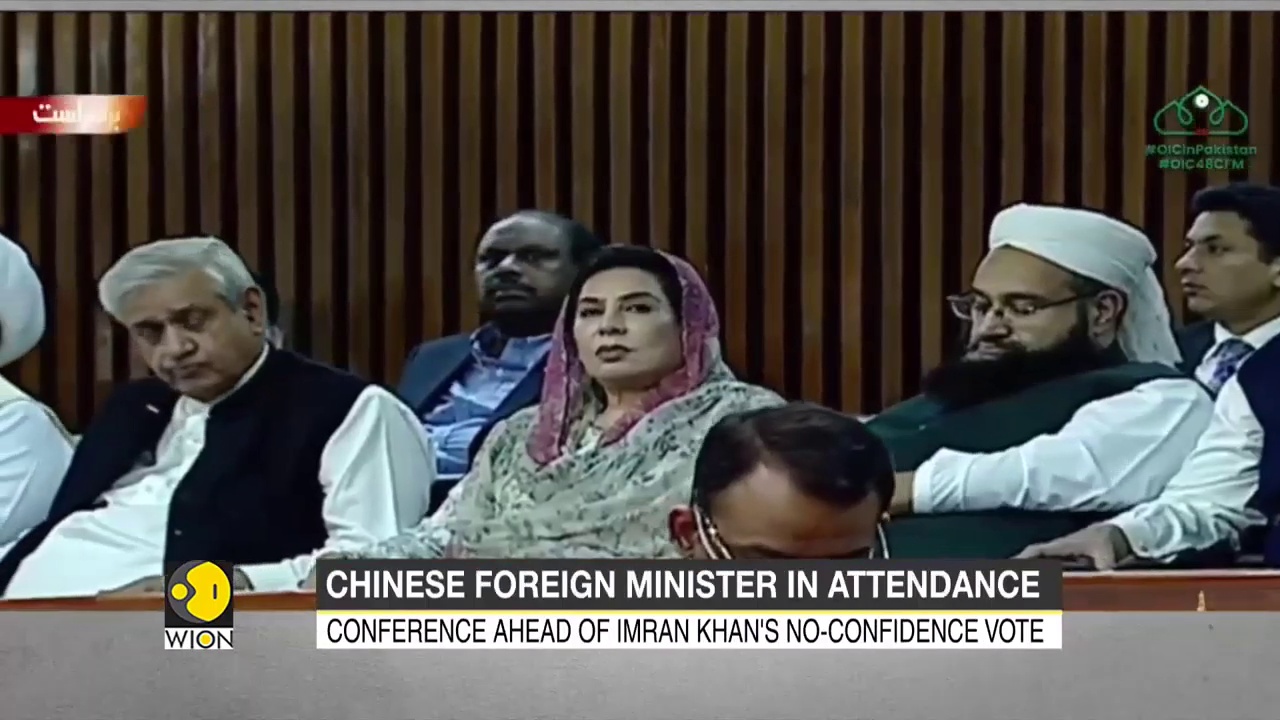 براہ راست
#OICInPakistan
#OIC48CFM
CHINESE FOREIGN MINISTER IN ATTENDANCE
CONFERENCE AHEAD OF IMRAN KHAN'S NO-CONFIDENCE VOTE
WION